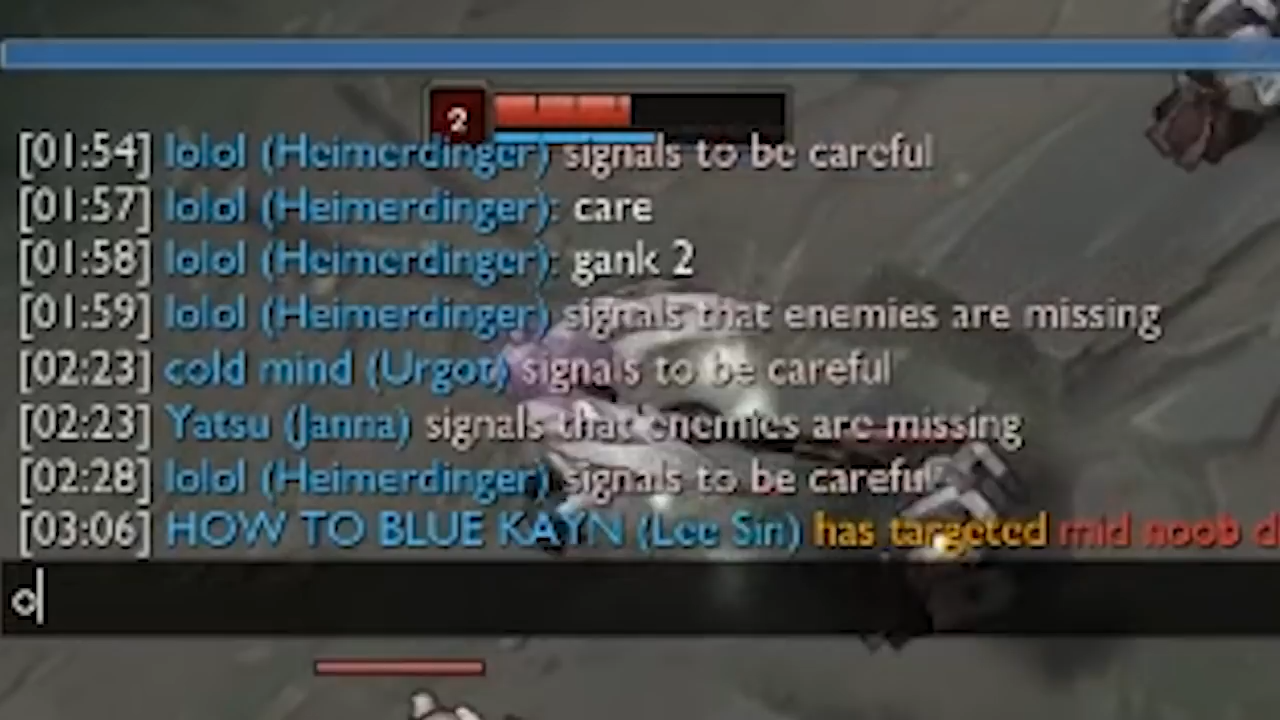 2
[01:54] lolol (Heimerdinger) signals to be careful
[01:57] lolol (Heimerdinger): care
[01:58] lolol (Heimerdinger): gank 2
[01:59] lolol (Heimerdinger) signals that enemies are missing
[02:23] cold mind (Urgot) signals to be careful
[02:23] Yatsu (Janna) signals that enemies are missing
[02:28] lolol (Heimerdinger) signals to be careful
[03:06] HOW TO BLUE KAYN (Lee Sin) has targeted mid noob d
o